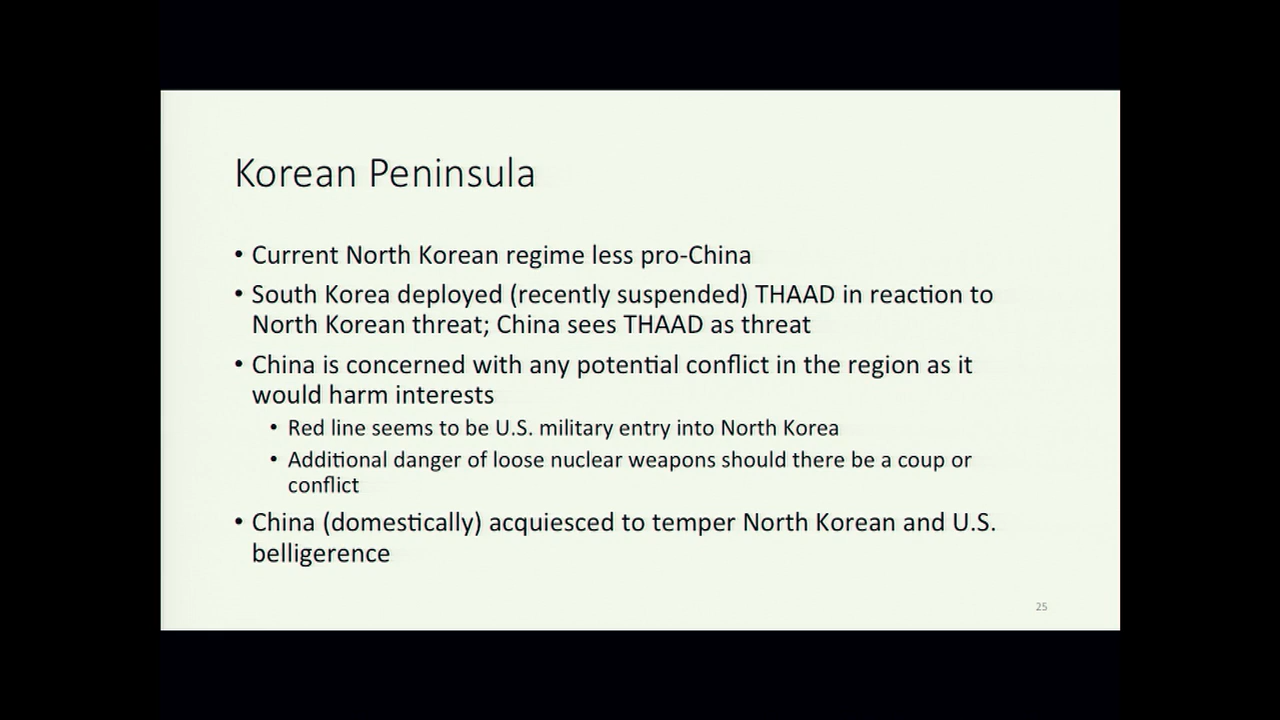 Korean Peninsula
• Current North Korean regime less pro-China
• South Korea deployed (recently suspended) THAAD in reaction to
North Korean threat; China sees THAAD as threat
• China is concerned with any potential conflict in the region as it
would harm interests
• Red line seems to be U.S. military entry into North Korea
• Additional danger of loose nuclear weapons should there be a coup or
conflict
• China (domestically) acquiesced to temper North Korean and U.S.
belligerence
25